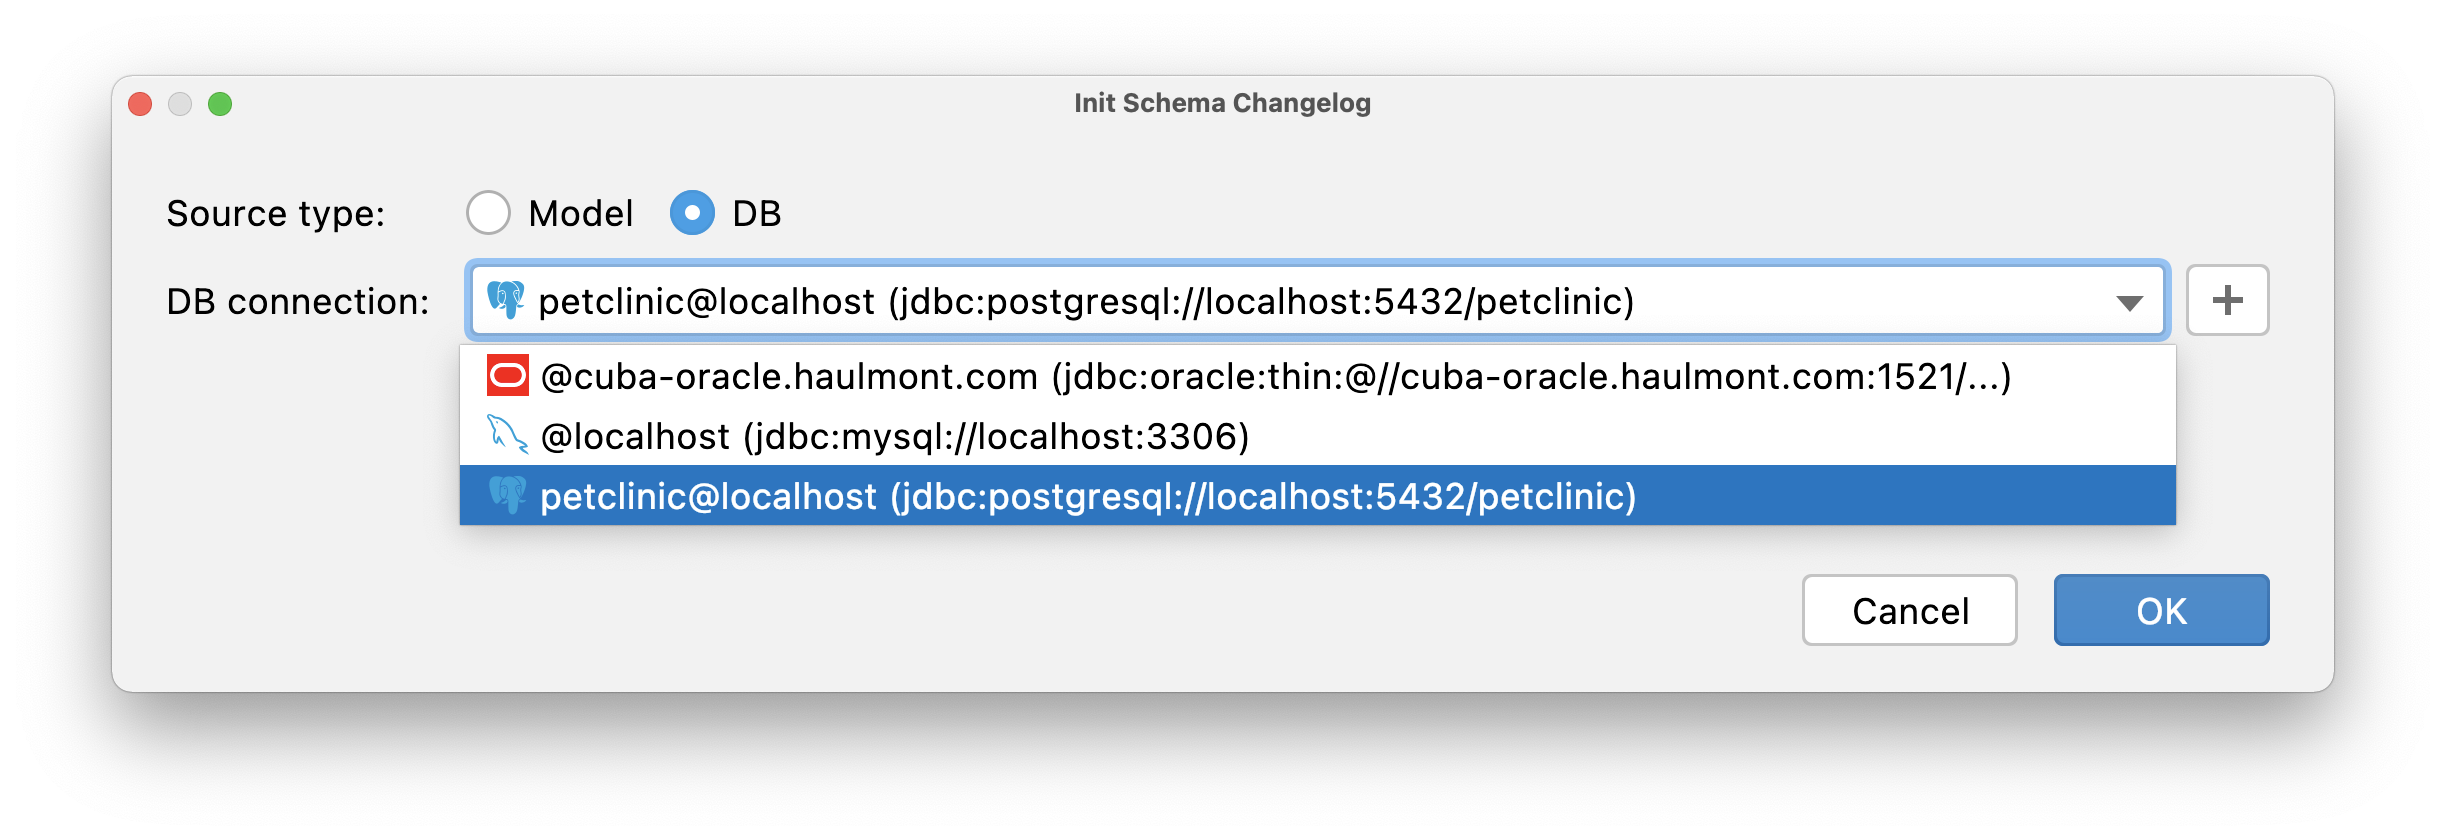 Init Schema Changelog
Source type: Model DB
DB connection: petclinic@localhost (jdbc:postgresql://localhost:5432/petclinic)
@cuba-oracle.haulmont.com (jdbc:oracle:thin:@//cuba-oracle.haulmont.com:1521/...)
@localhost (jdbc:mysql://localhost:3306)
petclinic@localhost (jdbc:postgresql://localhost:5432/petclinic)
Cancel OK